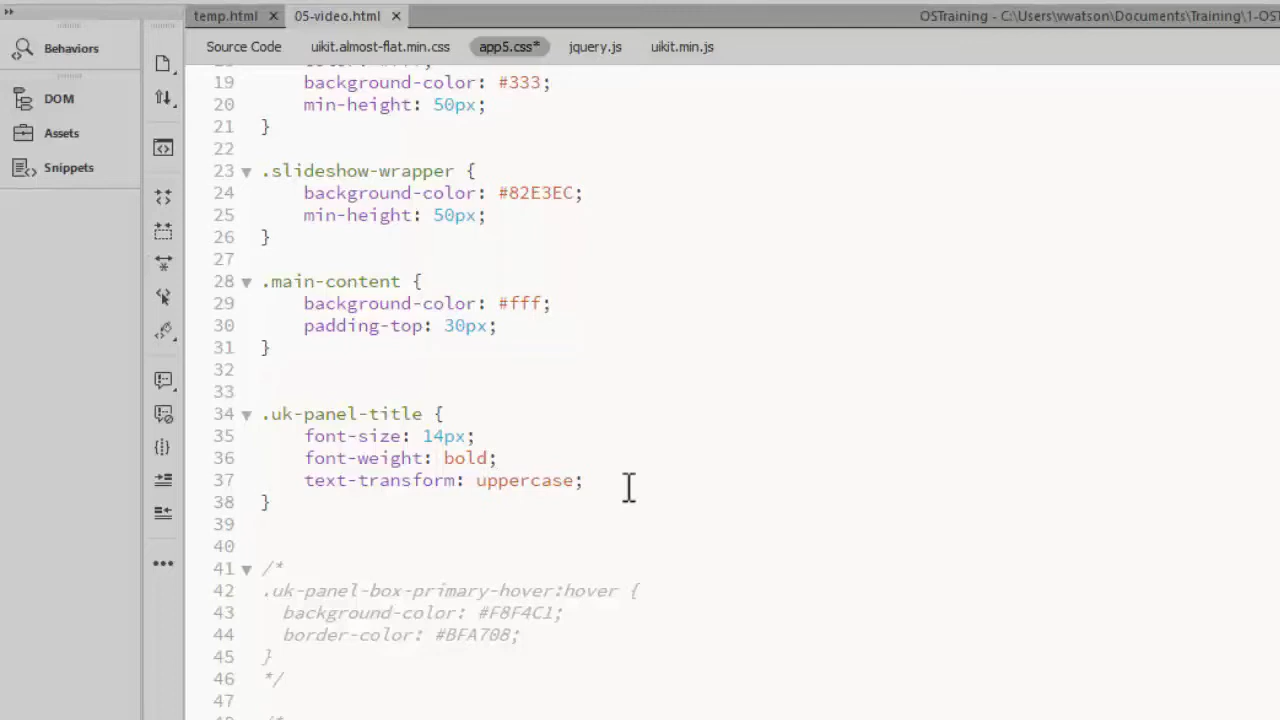 temp.html
05-video.html
OSTraining - C:\Users\vwatson\Documents\Training\1-OST
Behaviors
Source Code uikit.almost-flat.min.css app5.css* jquery.js uikit.min.js
DOM
Assets
Snippets
19 background-color: #333;
20 min-height: 50px;
21 }
22
23 .slideshow-wrapper {
24 background-color: #82E3EC;
25 min-height: 50px;
26 }
27
28 .main-content {
29 background-color: #fff;
30 padding-top: 30px;
31 }
32
33
34 .uk-panel-title {
35 font-size: 14px;
36 font-weight: bold;
37 text-transform: uppercase;
38 }
39
40
41 /*
42 .uk-panel-box-primary-hover:hover {
43 background-color: #F8F4C1;
44 border-color: #BFA708;
45 }
46 */
47